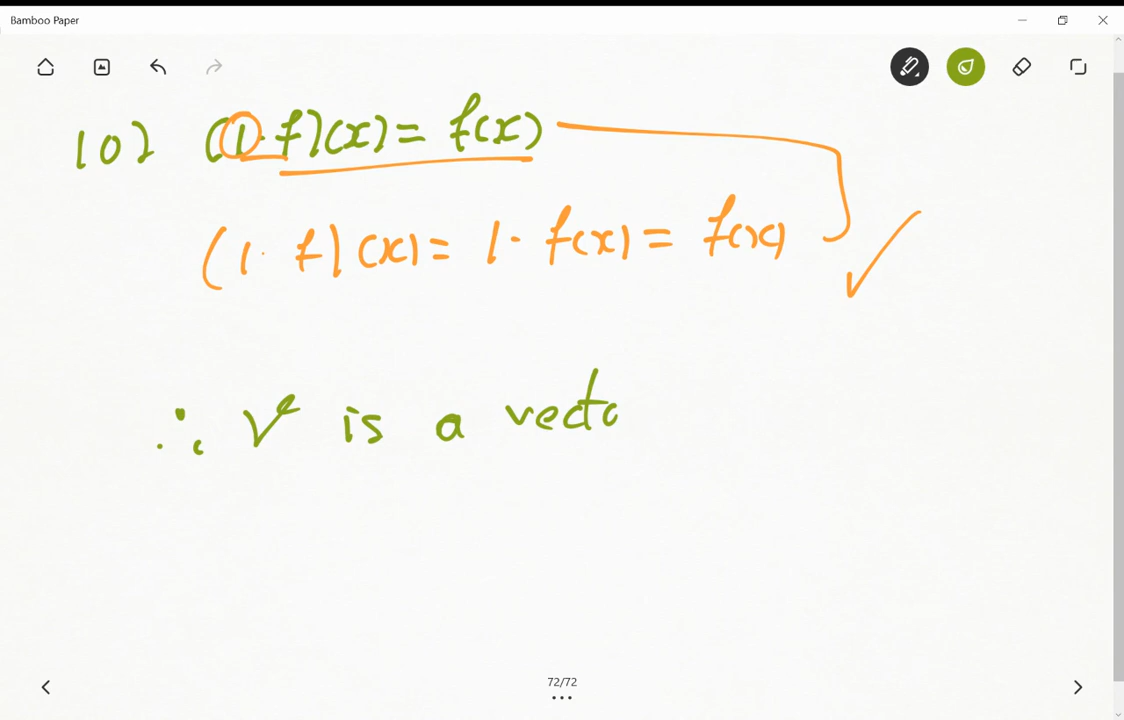 Bamboo Paper
10) (1·f)(x) = f(x)
(1·f)(x) = 1·f(x) = f(x) ✓
∴ V is a vecto
72/72